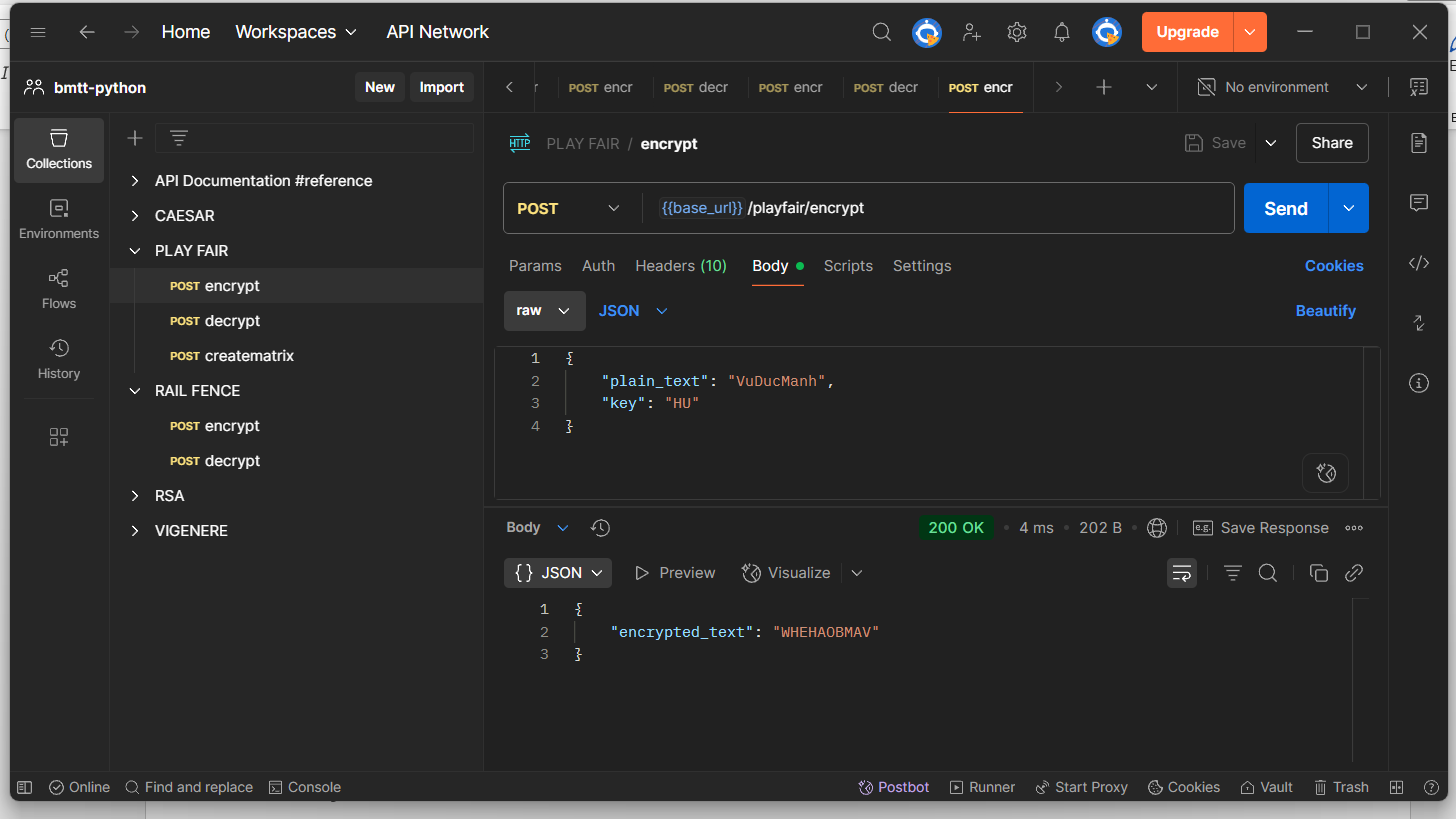 Home Workspaces API Network Upgrade
bmtt-python New Import
POST encr POST decr POST encr POST decr POST encr No environment
Collections
Environments
Flows
History
API Documentation #reference
CAESAR
PLAY FAIR
POST encrypt
POST decrypt
POST creatematrix
RAIL FENCE
POST encrypt
POST decrypt
RSA
VIGENERE
HTTP PLAY FAIR / encrypt Save Share
POST {{base_url}}/playfair/encrypt Send
Params Auth Headers (10) Body Scripts Settings Cookies
raw JSON Beautify
1 {
2 "plain_text": "VuDucManh",
3 "key": "HU"
4 }
Body 200 OK • 4 ms • 202 B • e.g. Save Response
{} JSON Preview Visualize
1 {
2 "encrypted_text": "WHEHAOBMAV"
3 }
Online Find and replace Console Postbot Runner Start Proxy Cookies Vault Trash